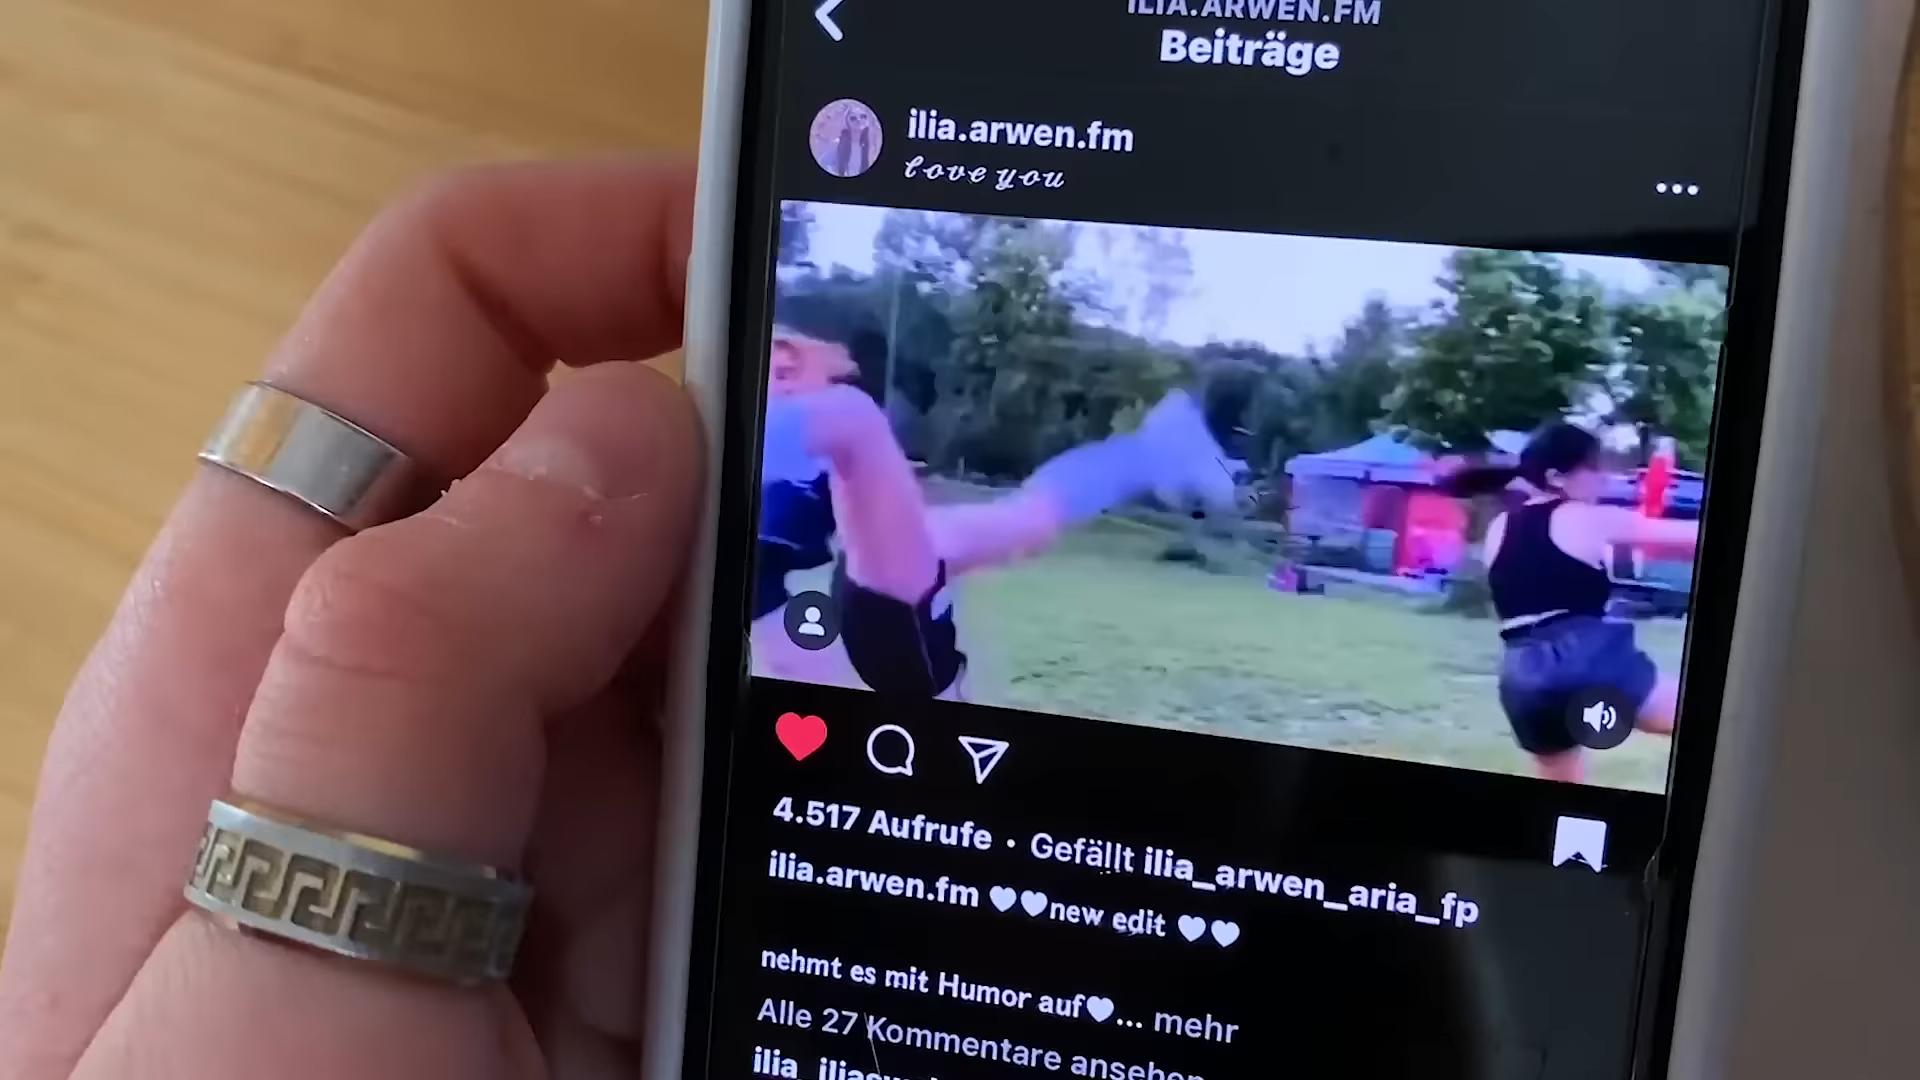 ILIA.ARWEN.FM
Beiträge
ilia.arwen.fm
love you
4.517 Aufrufe • Gefällt ilia_arwen_aria_fp
ilia.arwen.fm 🤍🤍new edit 🤍🤍
nehmt es mit Humor auf🤍... mehr
Alle 27 Kommentare ansehen